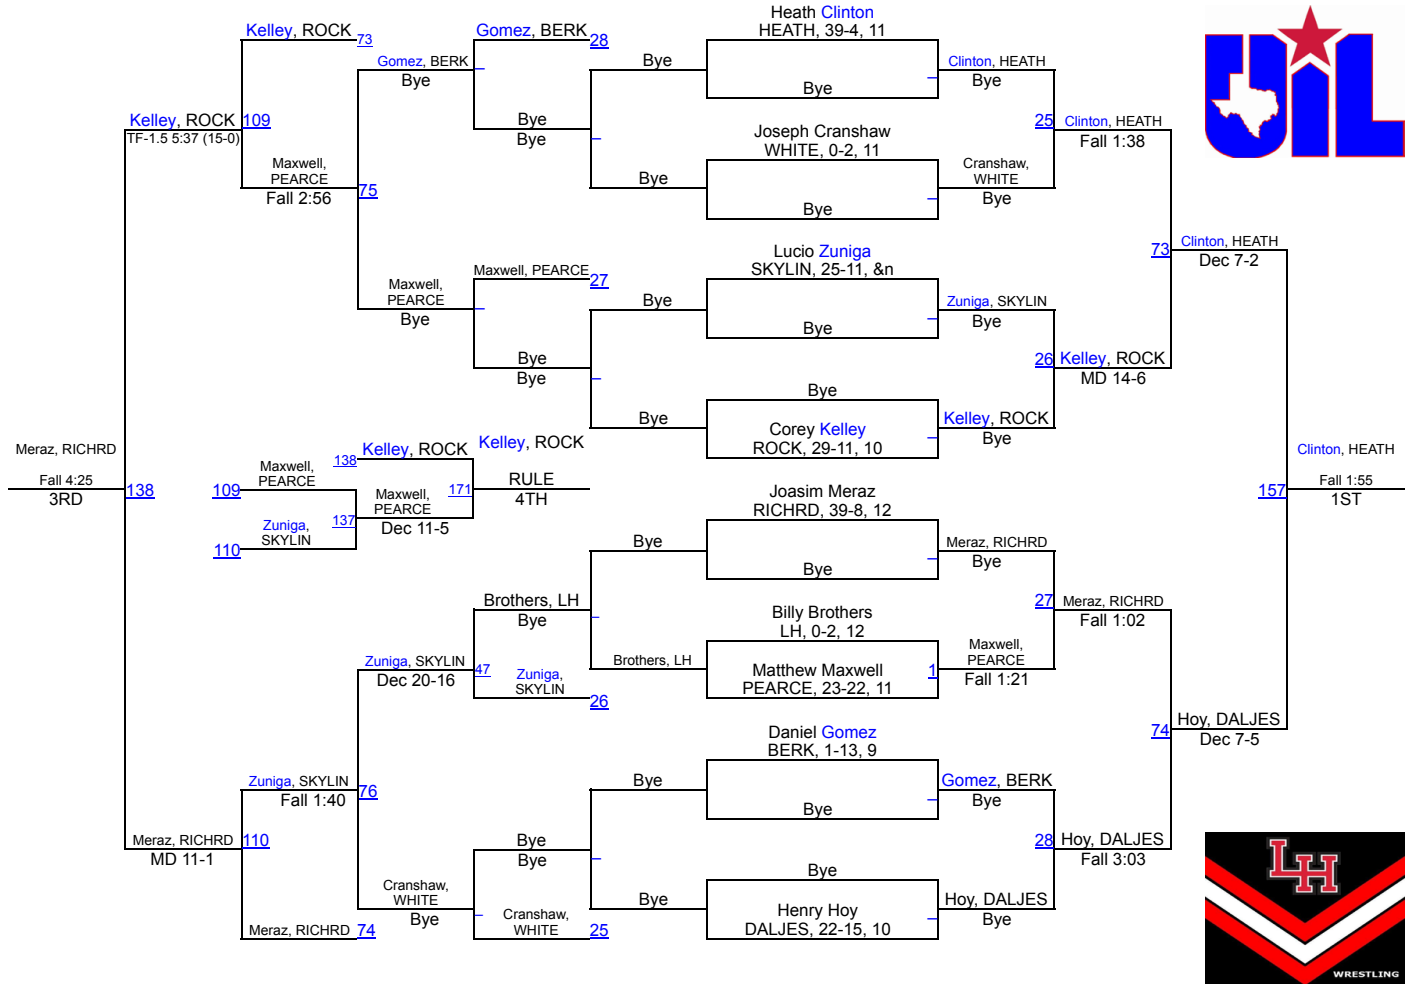 Kelley, ROCK
73
Gomez, BERK
28
Heath Clinton
HEATH, 39-4, 11
Gomez, BERK
Bye
Bye
Clinton, HEATH
Bye
Bye
Kelley, ROCK
109
TF-1.5 5:37 (15-0)
Bye
Bye
Joseph Cranshaw
WHITE, 0-2, 11
25
Clinton, HEATH
Fall 1:38
Maxwell,
PEARCE
Fall 2:56
75
Bye
Bye
Cranshaw,
WHITE
Bye
UIL
Maxwell,
PEARCE
Bye
Maxwell, PEARCE
27
Lucio Zuniga
SKYLIN, 25-11, &n
73
Clinton, HEATH
Dec 7-2
Bye
Bye
Zuniga, SKYLIN
Bye
Bye
Bye
26
Kelley, ROCK
MD 14-6
Bye
Bye
Corey Kelley
ROCK, 29-11, 10
Kelley, ROCK
Bye
Meraz, RICHRD
Fall 4:25
3RD
138
138
Kelley, ROCK
Kelley, ROCK
109
Maxwell,
PEARCE
171
RULE
4TH
137
Maxwell,
PEARCE
Dec 11-5
110
Zuniga,
SKYLIN
Clinton, HEATH
157
Fall 1:55
1ST
Joasim Meraz
RICHRD, 39-8, 12
Bye
Bye
Meraz, RICHRD
Bye
Brothers, LH
Bye
27
Meraz, RICHRD
Fall 1:02
Billy Brothers
LH, 0-2, 12
Zuniga, SKYLIN
Dec 20-16
47
Zuniga,
SKYLIN
26
Brothers, LH
Matthew Maxwell
PEARCE, 23-22, 11
1
Maxwell,
PEARCE
Fall 1:21
74
Hoy, DALJES
Dec 7-5
Daniel Gomez
BERK, 1-13, 9
Zuniga, SKYLIN
Fall 1:40
76
Bye
Bye
Gomez, BERK
Bye
Meraz, RICHRD
MD 11-1
110
Bye
Bye
28
Hoy, DALJES
Fall 3:03
Cranshaw,
WHITE
Bye
Bye
Bye
Henry Hoy
DALJES, 22-15, 10
Hoy, DALJES
Bye
Meraz, RICHRD
74
Cranshaw,
WHITE
25
LH
WRESTLING